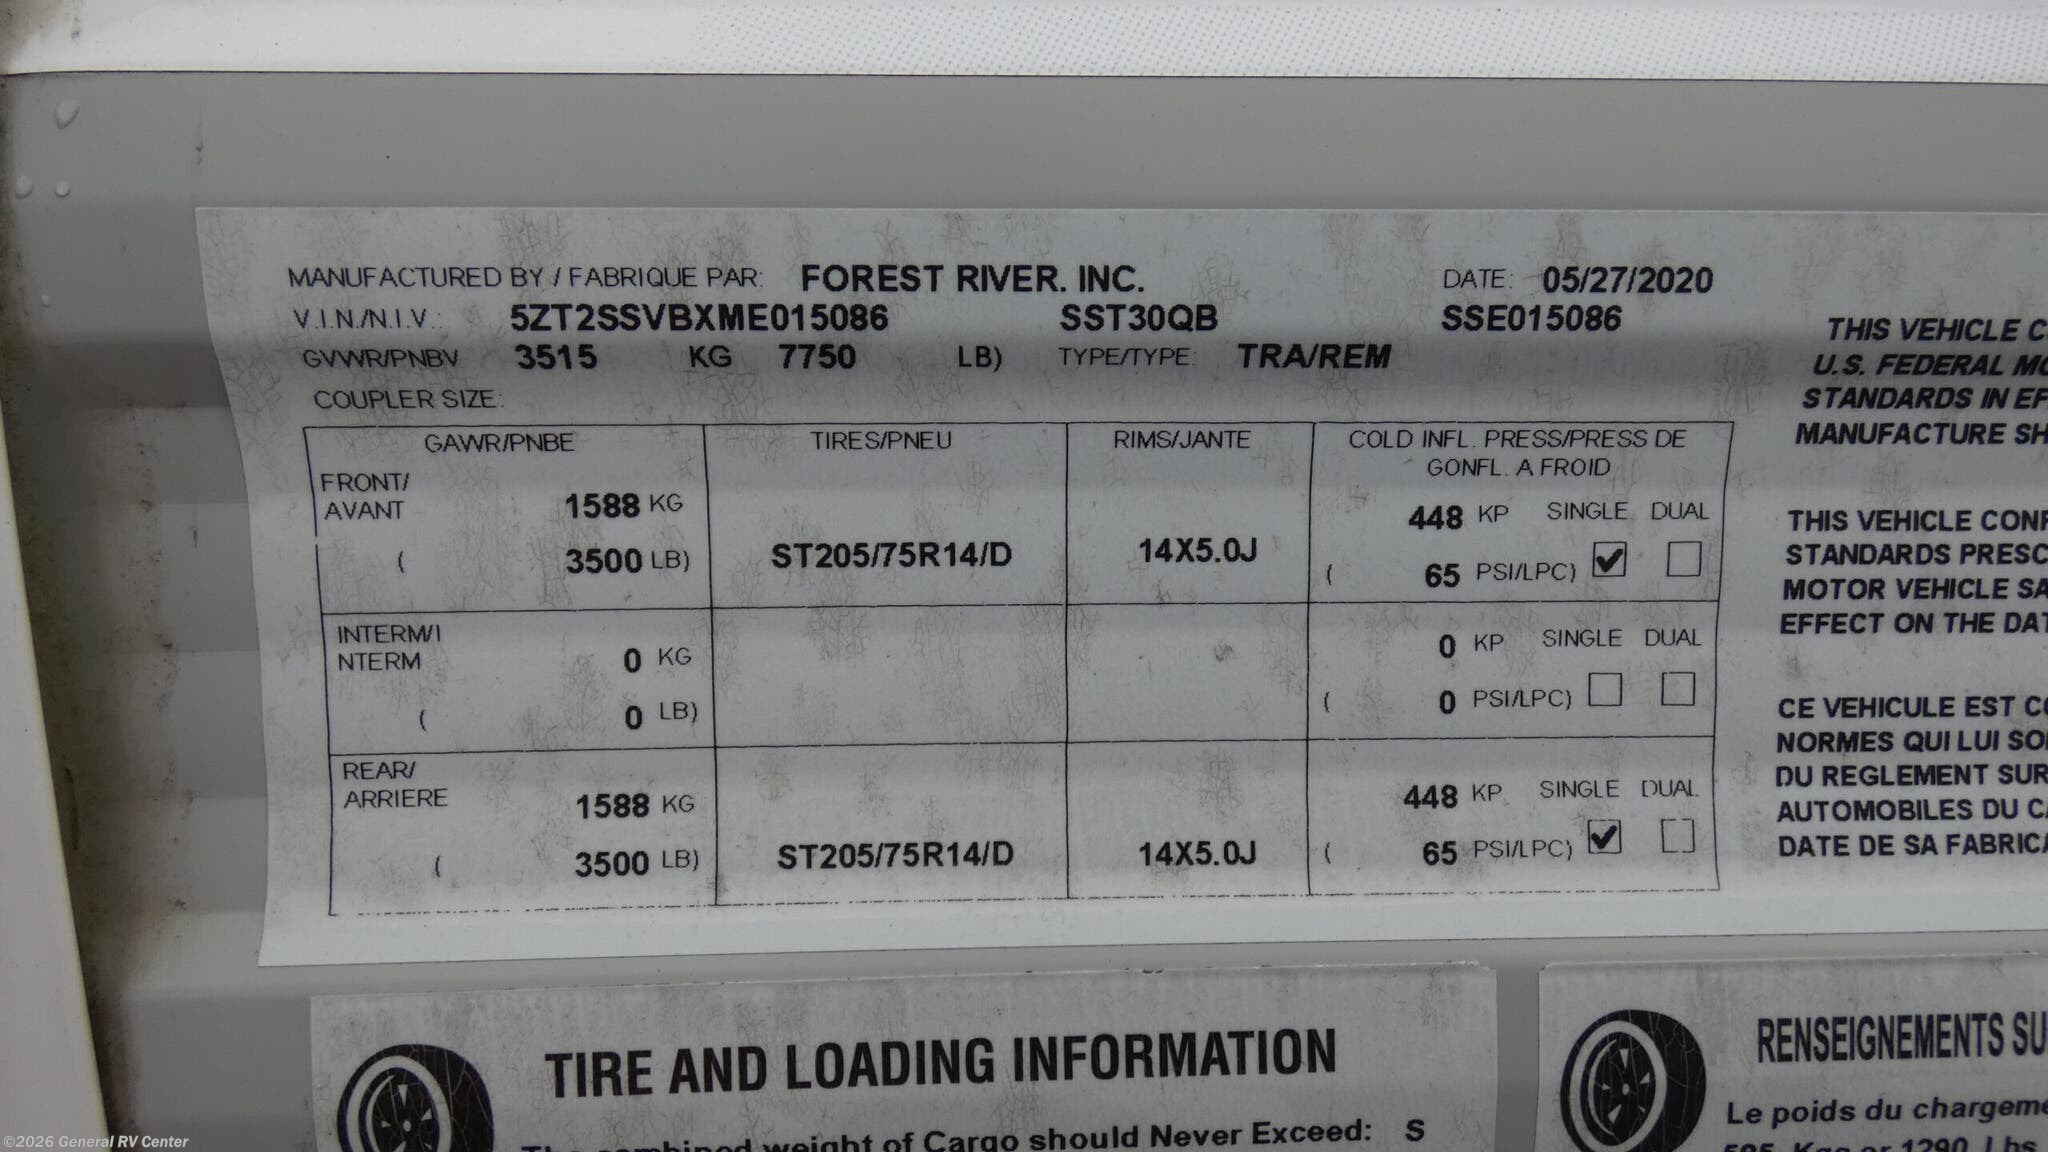 MANUFACTURED BY / FABRIQUE PAR: FOREST RIVER, INC. DATE: 05/27/2020
V.I.N./N.I.V.: 5ZT2SSVBXME015086 SST30QB SSE015086
GVWR/PNBV 3515 KG 7750 LB) TYPE/TYPE: TRA/REM
COUPLER SIZE:
GAWR/PNBE TIRES/PNEU RIMS/JANTE COLD INFL. PRESS/PRESS DE
GONFL. A FROID
FRONT/
AVANT 1588 KG 448 KP SINGLE DUAL
( 3500 LB) ST205/75R14/D 14X5.0J ( 65 PSI/LPC)
INTERM/I
NTERM 0 KG 0 KP SINGLE DUAL
( 0 LB) ( 0 PSI/LPC)
REAR/
ARRIERE 1588 KG 448 KP SINGLE DUAL
( 3500 LB) ST205/75R14/D 14X5.0J ( 65 PSI/LPC)
THIS VEHICLE C
U.S. FEDERAL MO
STANDARDS IN EF
MANUFACTURE SH
THIS VEHICLE CONF
STANDARDS PRESC
MOTOR VEHICLE SA
EFFECT ON THE DAT
CE VEHICULE EST CO
NORMES QUI LUI SO
DU REGLEMENT SUR
AUTOMOBILES DU CA
DATE DE SA FABRICA
TIRE AND LOADING INFORMATION
The combined weight of Cargo should Never Exceed: S
RENSEIGNEMENTS SU
Le poids du chargeme
595 Kgs or 1290 Lbs
©2026 General RV Center